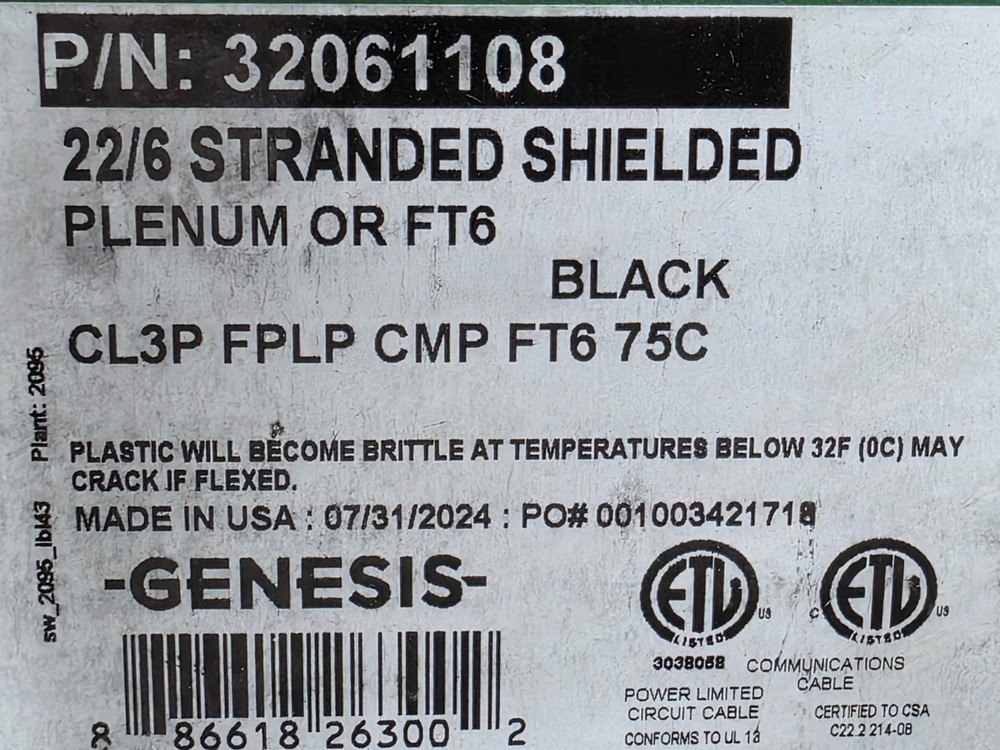 P/N: 32061108
22/6 STRANDED SHIELDED
PLENUM OR FT6
BLACK
CL3P FPLP CMP FT6 75C
PLASTIC WILL BECOME BRITTLE AT TEMPERATURES BELOW 32F (0C) MAY
CRACK IF FLEXED.
MADE IN USA : 07/31/2024 : PO#
-GENESIS-
8 86618 26300 2
ETL US
LISTED
3038058
POWER LIMITED
CIRCUIT CABLE
CONFORMS TO UL 13
C ETL US
LISTED
COMMUNICATIONS
CABLE
CERTIFIED TO CSA
C22.2 214-08
Plant: 2095
sw_2095_lbl43